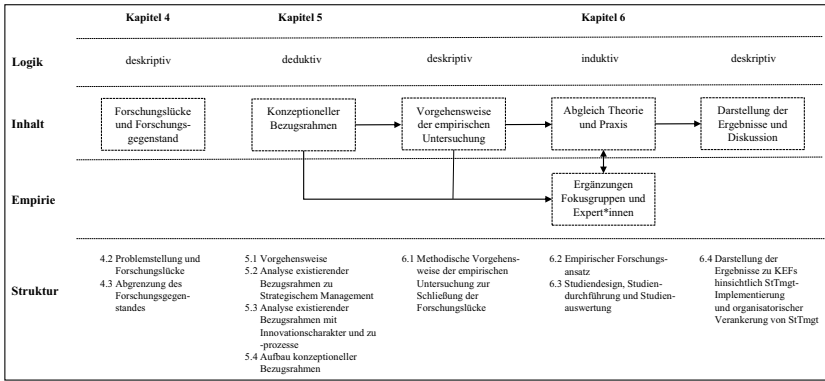 Kapitel 4 Kapitel 5 Kapitel 6
Logik deskriptiv deduktiv deskriptiv induktiv deskriptiv
Inhalt
Forschungslücke
und Forschungs-
gegenstand
Konzeptioneller
Bezugsrahmen
Vorgehensweise
der empirischen
Untersuchung
Abgleich Theorie
und Praxis
Darstellung der
Ergebnisse und
Diskussion
Empirie
Ergänzungen
Fokusgruppen und
Expert*innen
Struktur
4.2 Problemstellung und
Forschungslücke
4.3 Abgrenzung des
Forschungsgegen-
standes
5.1 Vorgehensweise
5.2 Analyse existierender
Bezugsrahmen zu
Strategischem Management
5.3 Analyse existierender
Bezugsrahmen mit
Innovationscharakter und zu
-prozesse
5.4 Aufbau konzeptioneller
Bezugsrahmen
6.1 Methodische Vorgehens-
weise der empirischen
Untersuchung zur
Schließung der
Forschungslücke
6.2 Empirischer Forschungs-
ansatz
6.3 Studiendesign, Studien-
durchführung und Studien-
auswertung
6.4 Darstellung der
Ergebnisse zu KEFs
hinsichtlich StTmgt-
Implementierung
und organisatorischer
Verankerung von StTmgt